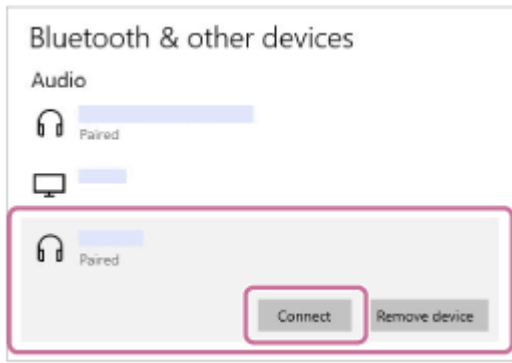 Bluetooth & other devices
Audio
Paired
Paired
Connect Remove device